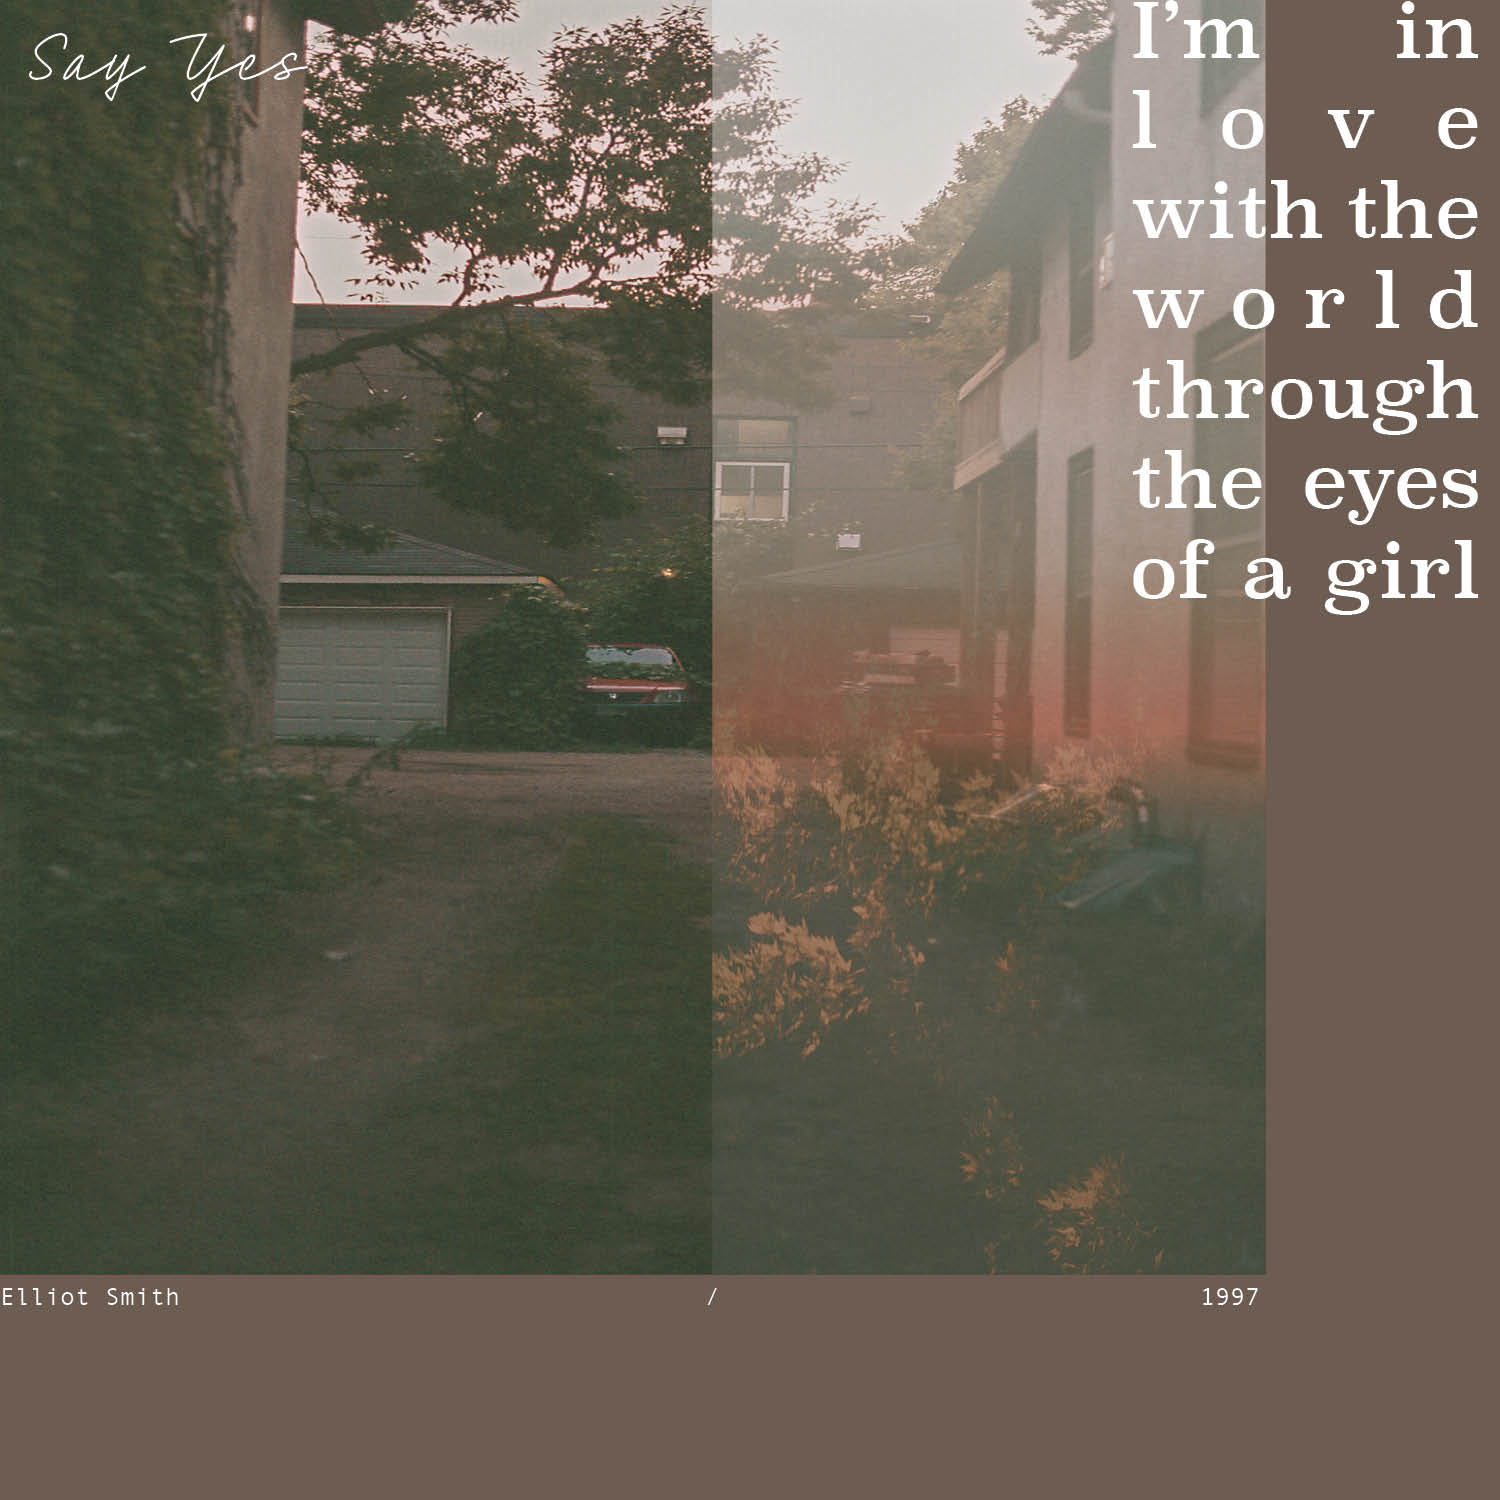 Say Yes
I'm in
love
with the
world
through
the eyes
of a girl
Elliot Smith / 1997